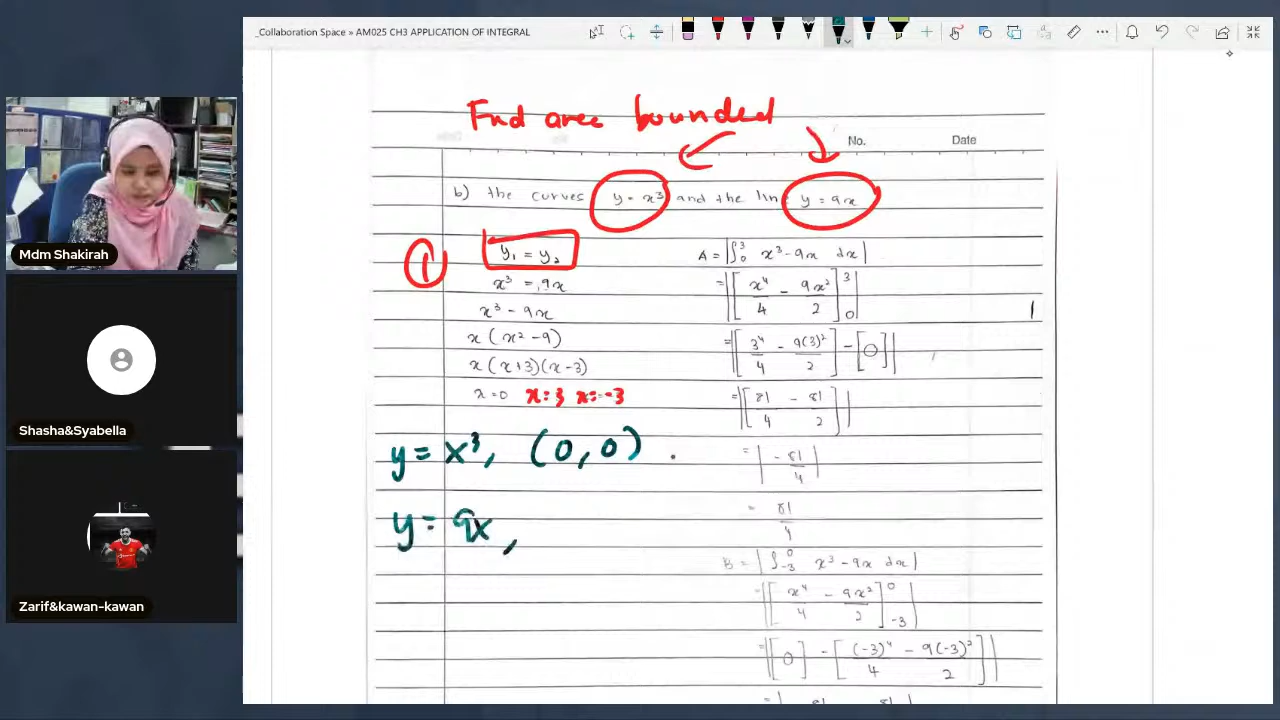 _Collaboration Space » AM025 CH3 APPLICATION OF INTEGRAL
Find area bounded
No. Date
b) the curves y = x³ and the line y = 9x
① y₁ = y₂
x³ = 9x
x³ - 9x
x (x² - 9)
x (x+3)(x-3)
x=0 x=3 x=-3
y = x³, (0,0)
y = 9x,
A = |∫₀³ x³ - 9x dx|
= |[x⁴/4 - 9x²/2]₀³|
= |[3⁴/4 - 9(3)²/2] - [0]|
= |[81/4 - 81/2]|
= |-81/4|
= 81/4
B = |∫₋₃⁰ x³ - 9x dx|
= |[x⁴/4 - 9x²/2]₋₃⁰|
= |[0] - [(-3)⁴/4 - 9(-3)²/2]|
Mdm Shakirah
Shasha&Syabella
Zarif&kawan-kawan